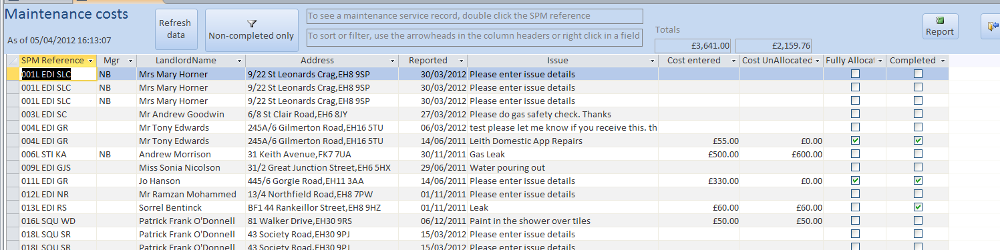 Maintenance costs
As of 05/04/2012 16:13:07
Refresh data
Non-completed only
To see a maintenance service record, double click the SPM reference
To sort or filter, use the arrowheads in the column headers or right click in a field
Totals
£3,641.00 £2,159.76
Report
SPM Reference Mgr LandlordName Address Reported Issue Cost entered Cost UnAllocated Fully Allocat Completed
001L EDI SLC NB Mrs Mary Horner 9/22 St Leonards Crag,EH8 9SP 30/03/2012 Please enter issue details
001L EDI SLC NB Mrs Mary Horner 9/22 St Leonards Crag,EH8 9SP 30/03/2012 Please enter issue details
001L EDI SLC NB Mrs Mary Horner 9/22 St Leonards Crag,EH8 9SP 30/03/2012 Please enter issue details
003L EDI SC Mr Andrew Goodwin 6/8 St Clair Road,EH6 8JY 27/03/2012 Please do gas safety check. Thanks
004L EDI GR Mr Tony Edwards 245A/6 Gilmerton Road,EH16 5TU 06/03/2012 test please let me know if you receive this. th
004L EDI GR Mr Tony Edwards 245A/6 Gilmerton Road,EH16 5TU 14/06/2011 Leith Domestic App Repairs £55.00 £0.00
006L STI KA NB Andrew Morrison 31 Keith Avenue,FK7 7UA 30/11/2011 Gas Leak £500.00 £600.00
009L EDI GJS Miss Sonia Nicolson 31/2 Great Junction Street,EH6 5HX 29/06/2011 Water pouring out
011L EDI GR Jo Hanson 445/6 Gorgie Road,EH11 3AA 14/06/2011 Please enter issue details £330.00 £0.00
012L EDI NR Mr Ramzan Mohammed 13/4 Northfield Road,EH8 7PW 01/11/2011 Please enter issue details
013L EDI RS Sorrel Bentinck BF1 44 Rankeillor Street,EH8 9HZ 01/11/2011 Leak £60.00 £60.00
016L SQU WD Patrick Frank O'Donnell 81 Walker Drive,EH30 9RS 06/12/2011 Paint in the shower over tiles £50.00 £50.00
018L SQU SR Patrick Frank O'Donnell 43 Society Road,EH30 9PJ 15/03/2012 Please enter issue details
018L SQU SR Patrick Frank O'Donnell 43 Society Road,EH30 9PJ 15/03/2012 Please enter issue details